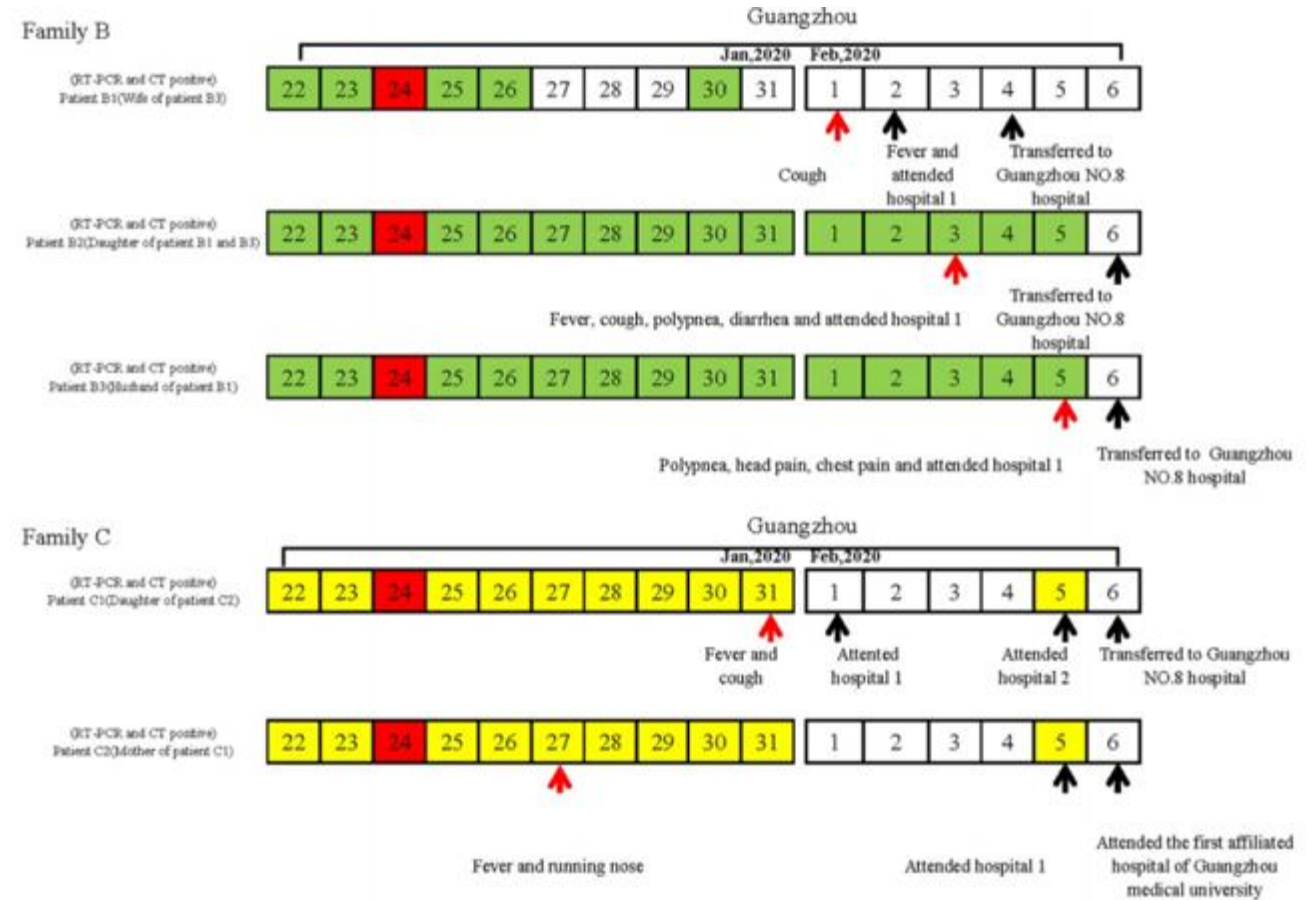 Guangzhou
Family B
Jan,2020 Feb,2020
(RT-PCR and CT positive)
Patient B1(Wife of patient B3)
22 23 24 25 26 27 28 29 30 31 1 2 3 4 5 6
Cough
Fever and
attended
hospital 1
Transferred to
Guangzhou NO.8
hospital
(RT-PCR and CT positive)
Patient B2(Daughter of patient B1 and B3)
22 23 24 25 26 27 28 29 30 31 1 2 3 4 5 6
Fever, cough, polypnea, diarrhea and attended hospital 1
Transferred to
Guangzhou NO.8
hospital
(RT-PCR and CT positive)
Patient B3(Husband of patient B1)
22 23 24 25 26 27 28 29 30 31 1 2 3 4 5 6
Polypnea, head pain, chest pain and attended hospital 1
Transferred to Guangzhou
NO.8 hospital
Guangzhou
Family C
Jan,2020 Feb,2020
(RT-PCR and CT positive)
Patient C1(Daughter of patient C2)
22 23 24 25 26 27 28 29 30 31 1 2 3 4 5 6
Fever and
cough
Attented
hospital 1
Attended
hospital 2
Transferred to Guangzhou
NO.8 hospital
(RT-PCR and CT positive)
Patient C2(Mother of patient C1)
22 23 24 25 26 27 28 29 30 31 1 2 3 4 5 6
Fever and running nose
Attended hospital 1
Attended the first affiliated
hospital of Guangzhou
medical university